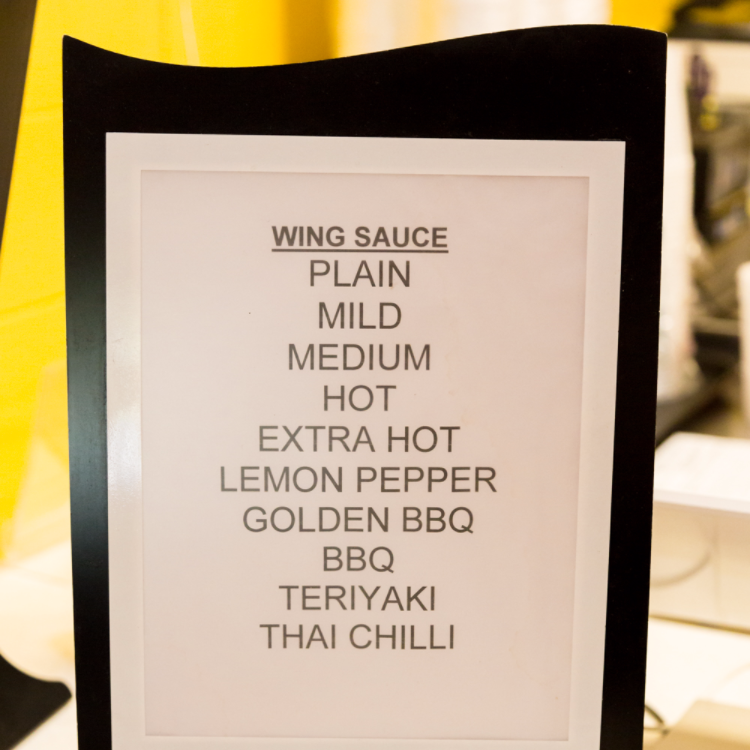 WING SAUCE
PLAIN
MILD
MEDIUM
HOT
EXTRA HOT
LEMON PEPPER
GOLDEN BBQ
BBQ
TERIYAKI
THAI CHILLI